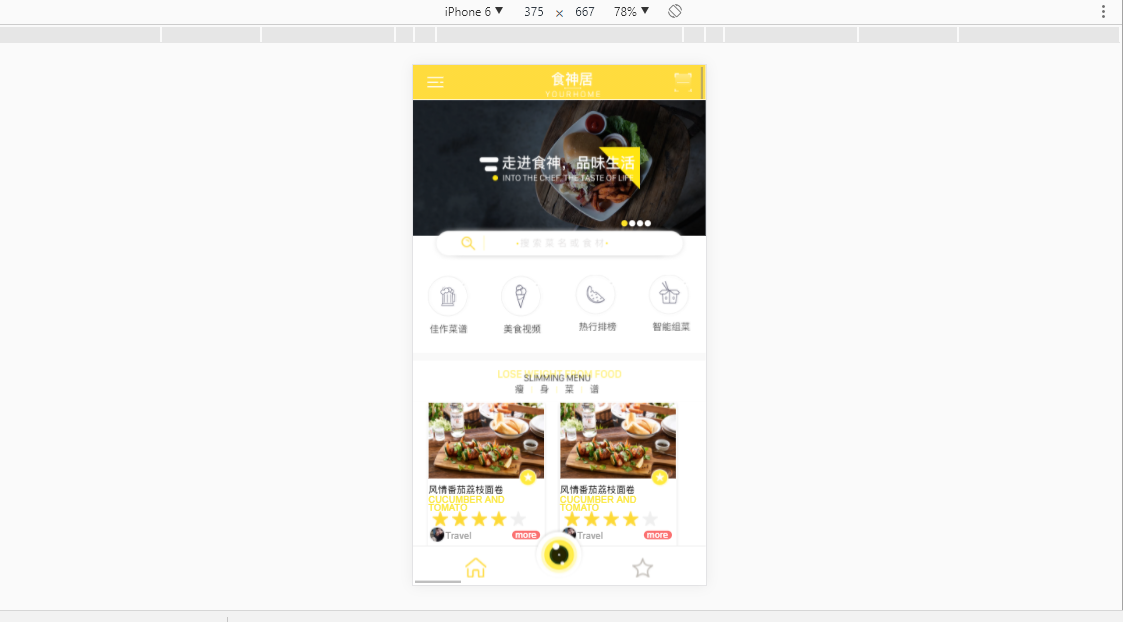 iPhone 6 ▼ 375 × 667 78% ▼
食神居
YOURHOME
走进食神，品味生活
INTO THE CHEF, THE TASTE OF LIFE
•搜索菜名或食材•
佳作菜谱 美食视频 热行排榜 智能组菜
LOSE WEIGHT FROM FOOD
SLIMMING MENU
瘦 身 菜 谱
风情番茄荔枝面卷 风情番茄荔枝面卷
CUCUMBER AND CUCUMBER AND
TOMATO TOMATO
Travel more Travel more